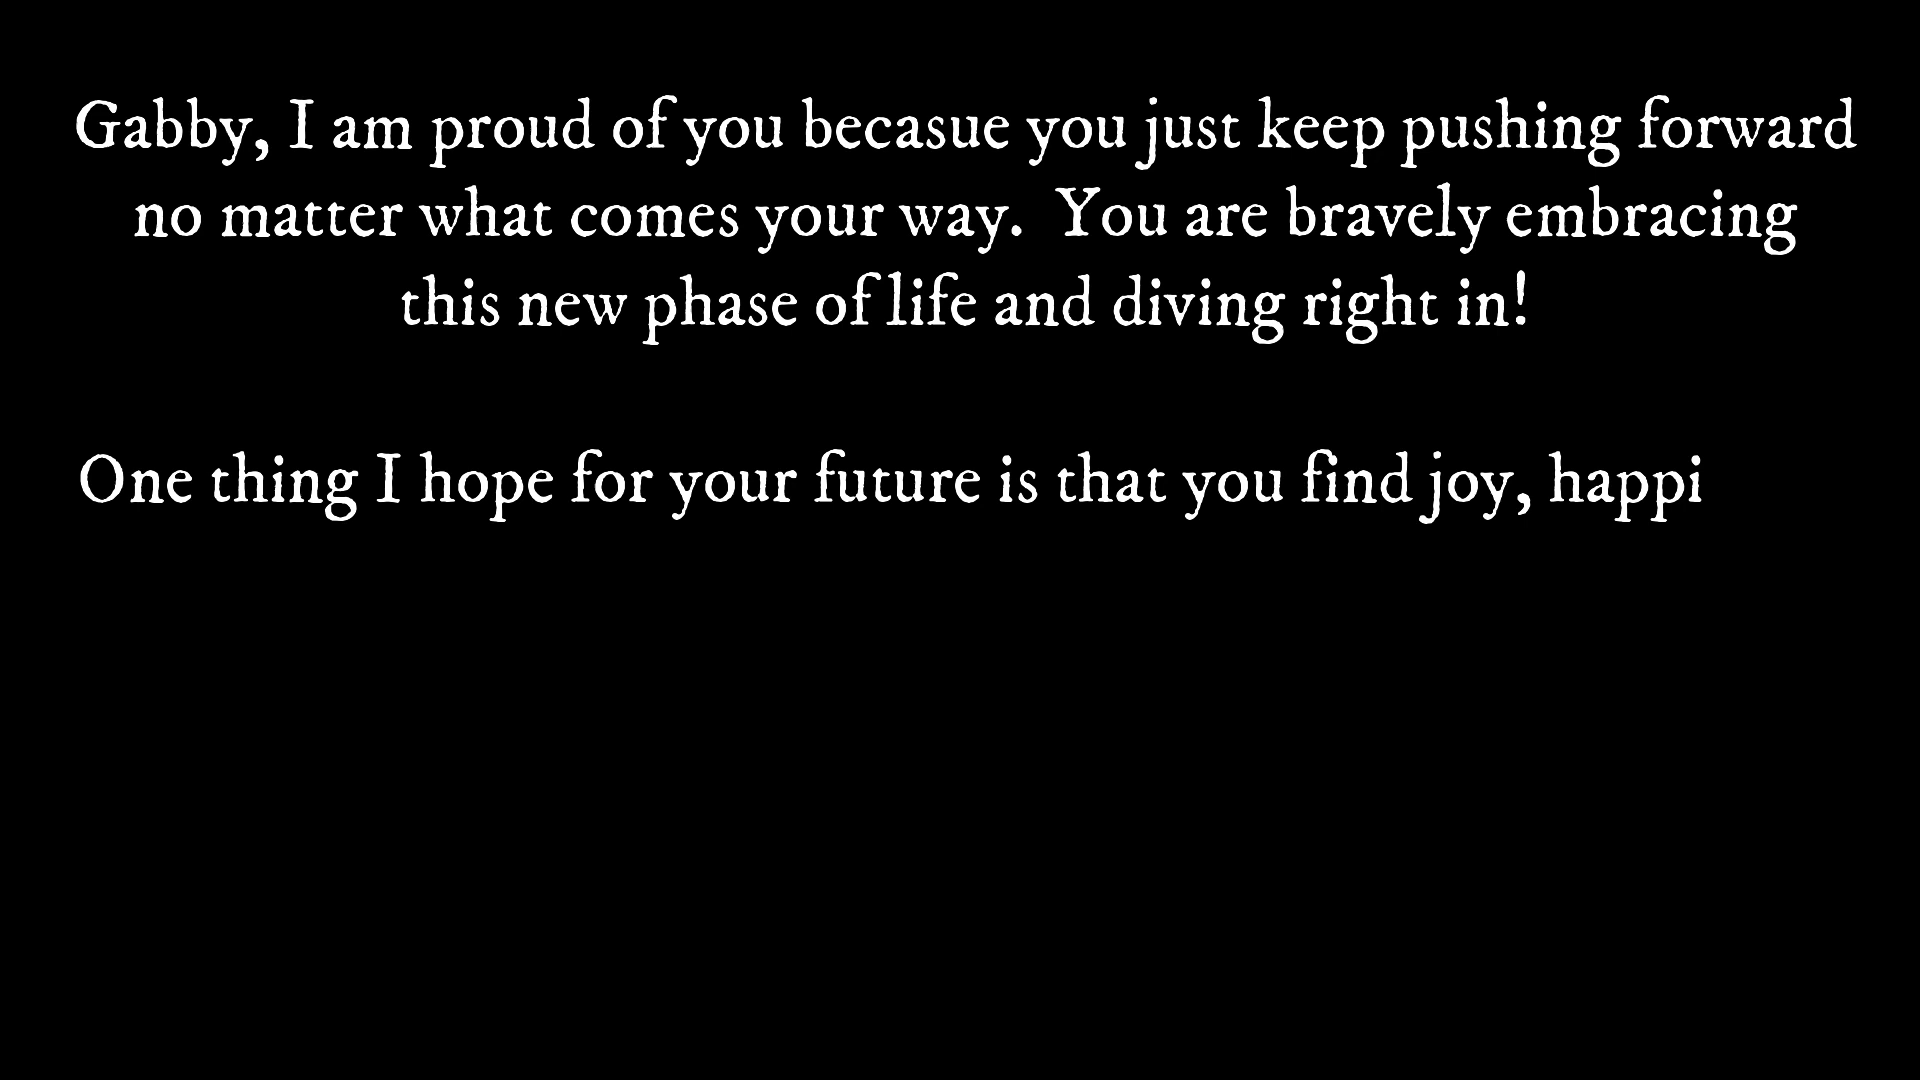 Gabby, I am proud of you becasue you just keep pushing forward
no matter what comes your way.  You are bravely embracing
this new phase of life and diving right in!
One thing I hope for your future is that you find joy, happi